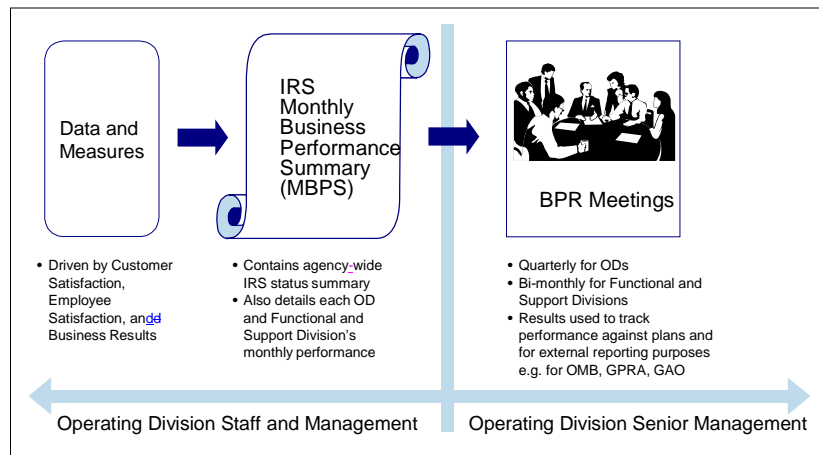 Data and
Measures
IRS
Monthly
Business
Performance
Summary
(MBPS)
BPR Meetings
• Driven by Customer
Satisfaction,
Employee
Satisfaction, and
Business Results
• Contains agency-wide
IRS status summary
• Also details each OD
and Functional and
Support Division's
monthly performance
• Quarterly for ODs
• Bi-monthly for Functional and
Support Divisions
• Results used to track
performance against plans and
for external reporting purposes
e.g. for OMB, GPRA, GAO
Operating Division Staff and Management
Operating Division Senior Management